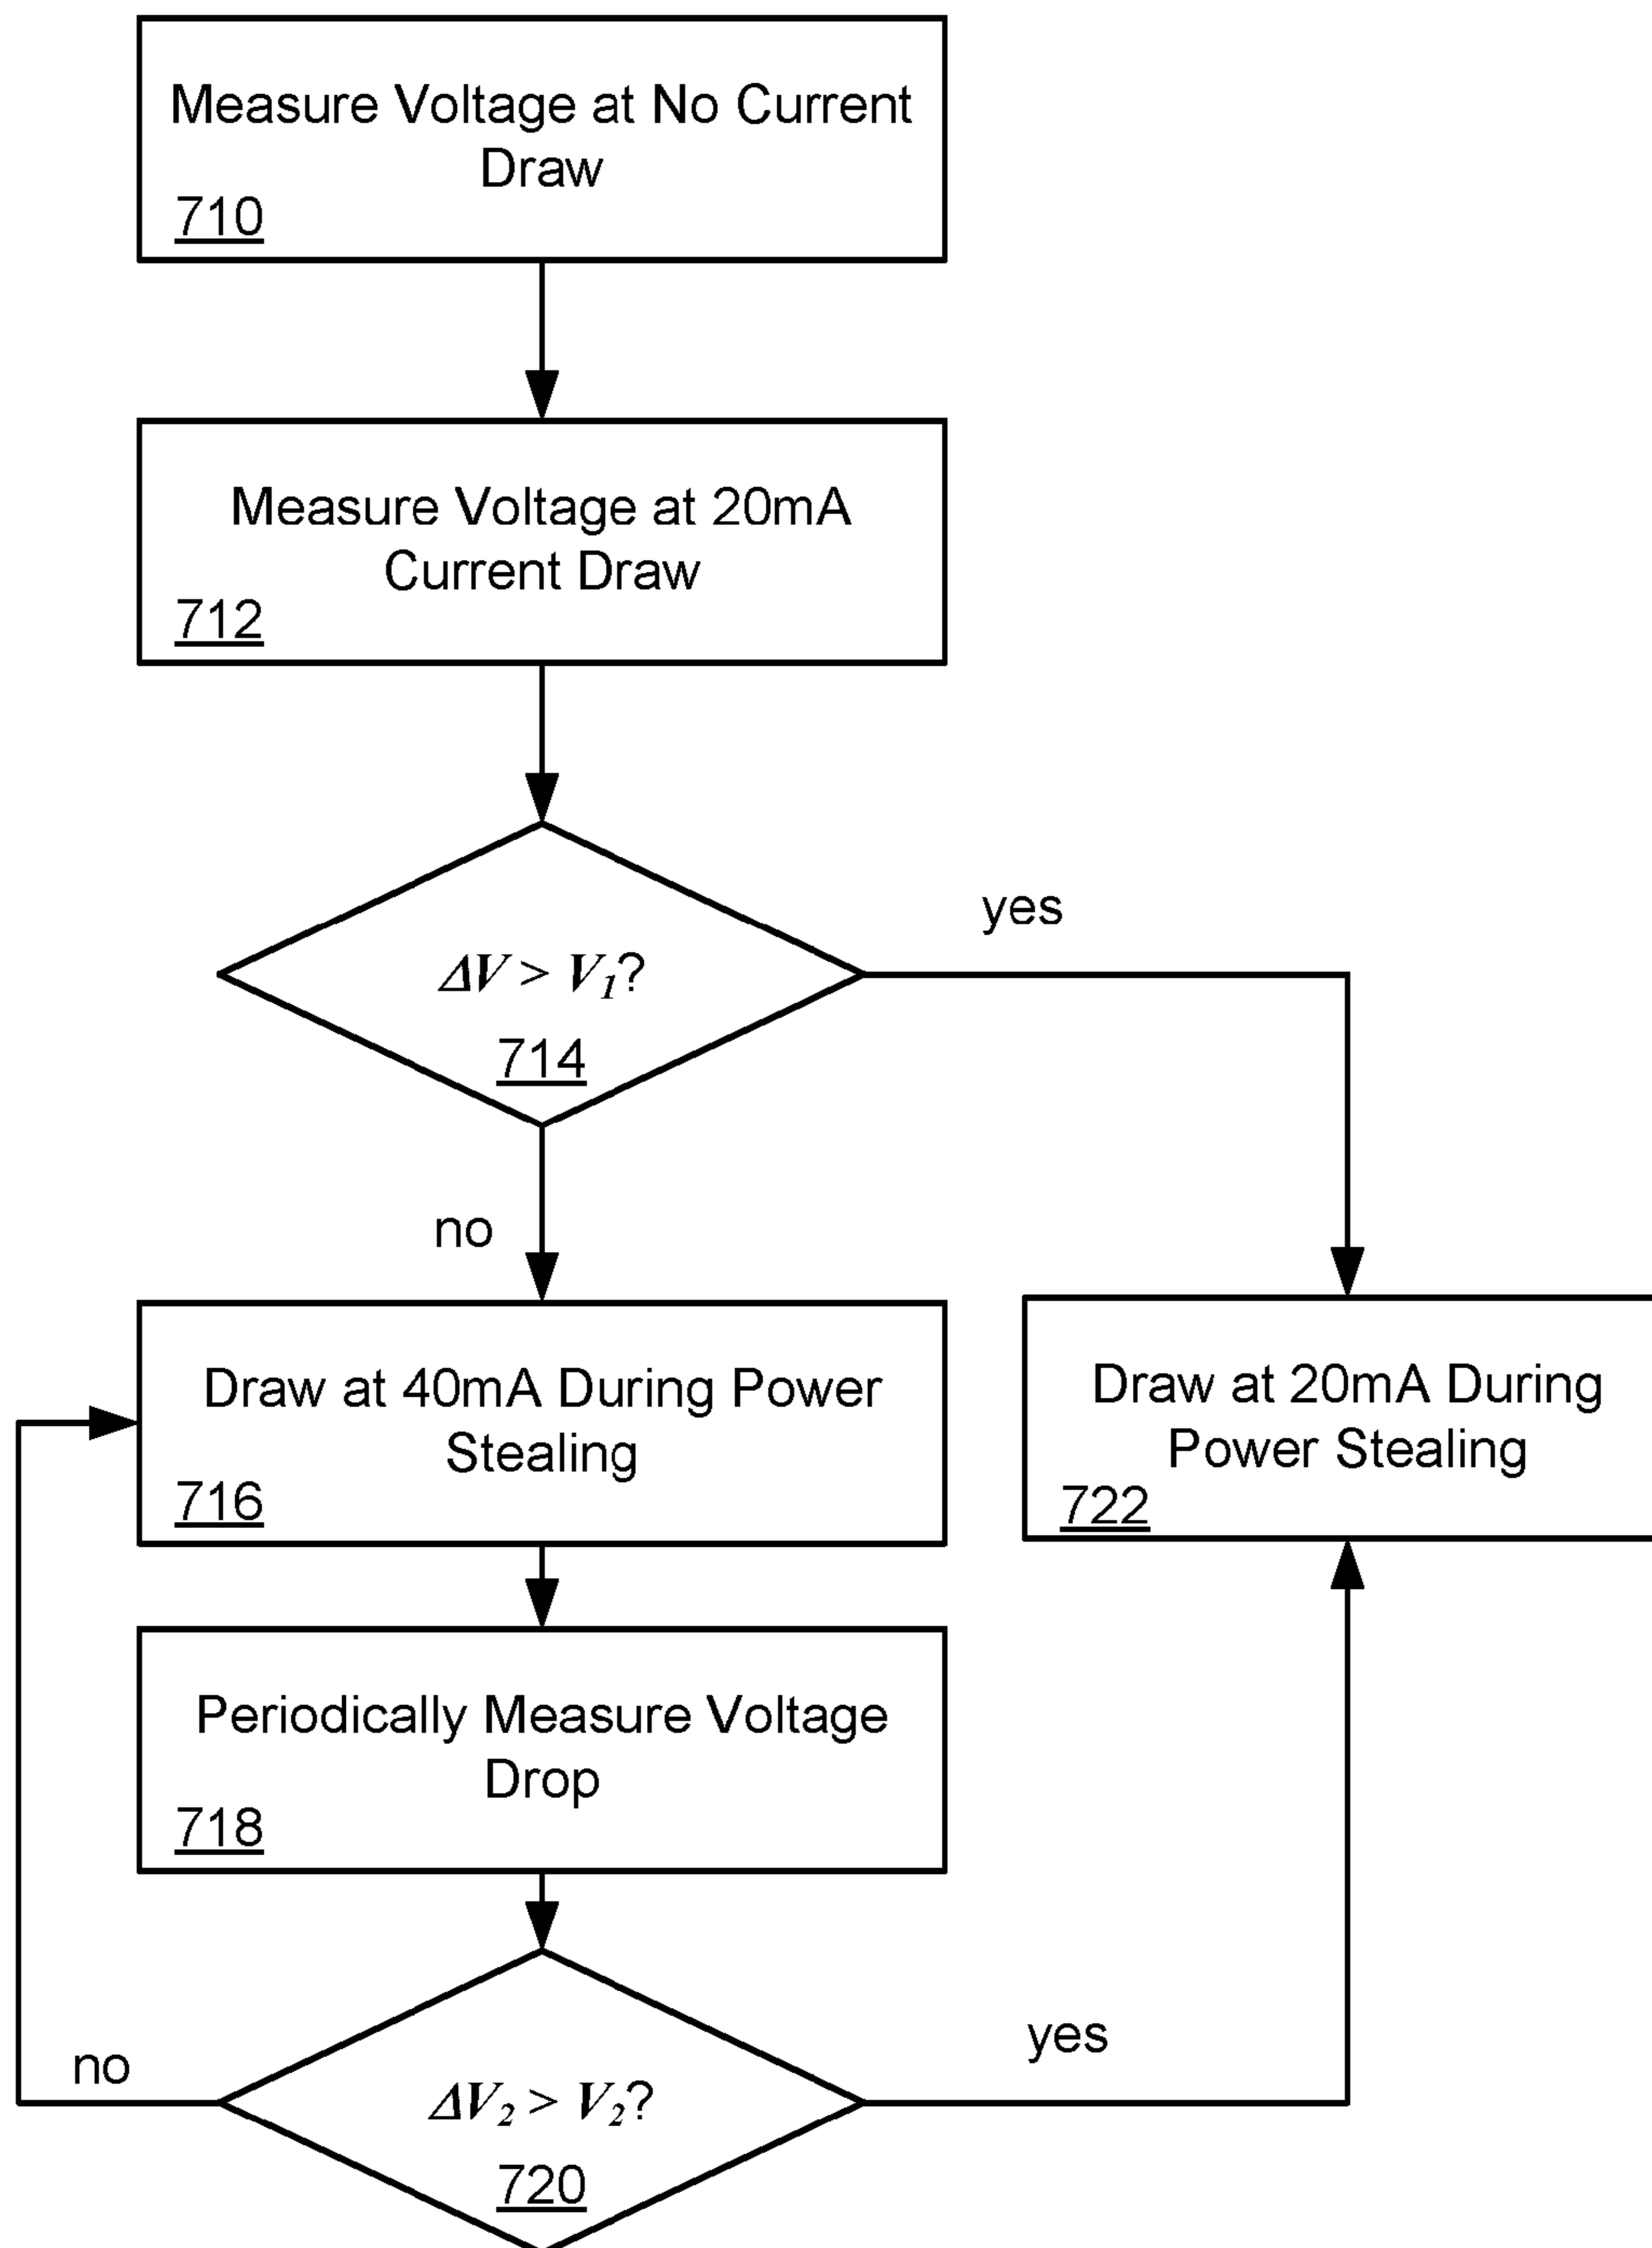 Measure Voltage at No Current
Draw
710
Measure Voltage at 20mA
Current Draw
712
ΔV > V1?
714
yes
no
Draw at 40mA During Power
Stealing
716
Draw at 20mA During
Power Stealing
722
Periodically Measure Voltage
Drop
718
ΔV2 > V2?
720
yes
no